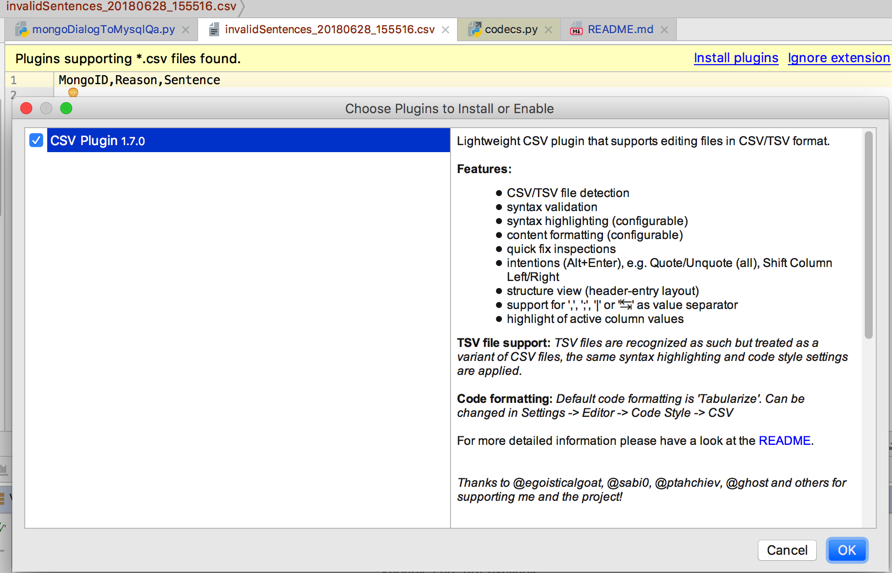 invalidSentences_20180628_155516.csv
mongoDialogToMysqlQa.py
invalidSentences_20180628_155516.csv
codecs.py
README.md
Plugins supporting *.csv files found.
Install plugins
Ignore extension
1
MongoID,Reason,Sentence
2
Choose Plugins to Install or Enable
CSV Plugin 1.7.0
Lightweight CSV plugin that supports editing files in CSV/TSV format.
Features:
• CSV/TSV file detection
• syntax validation
• syntax highlighting (configurable)
• content formatting (configurable)
• quick fix inspections
• intentions (Alt+Enter), e.g. Quote/Unquote (all), Shift Column
Left/Right
• structure view (header-entry layout)
• support for ',', ';', '|' or '↹' as value separator
• highlight of active column values
TSV file support: TSV files are recognized as such but treated as a
variant of CSV files, the same syntax highlighting and code style settings
are applied.
Code formatting: Default code formatting is 'Tabularize'. Can be
changed in Settings -> Editor -> Code Style -> CSV
For more detailed information please have a look at the README.
Thanks to @egoisticalgoat, @sabi0, @ptahchiev, @ghost and others for
supporting me and the project!
Cancel
OK